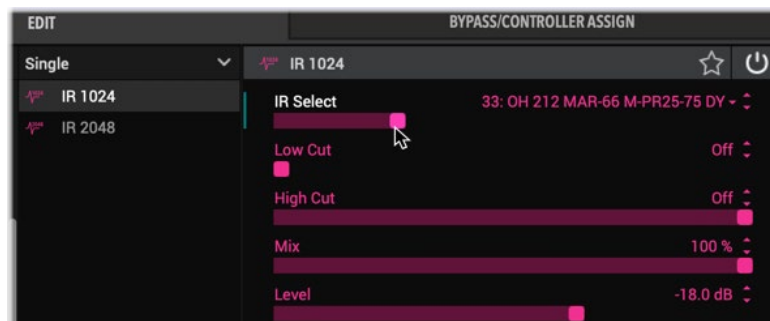 EDIT
BYPASS/CONTROLLER ASSIGN
Single
IR 1024
IR 1024
IR 2048
IR Select
33: OH 212 MAR-66 M-PR25-75 DY
Low Cut
Off
High Cut
Off
Mix
100 %
Level
-18.0 dB